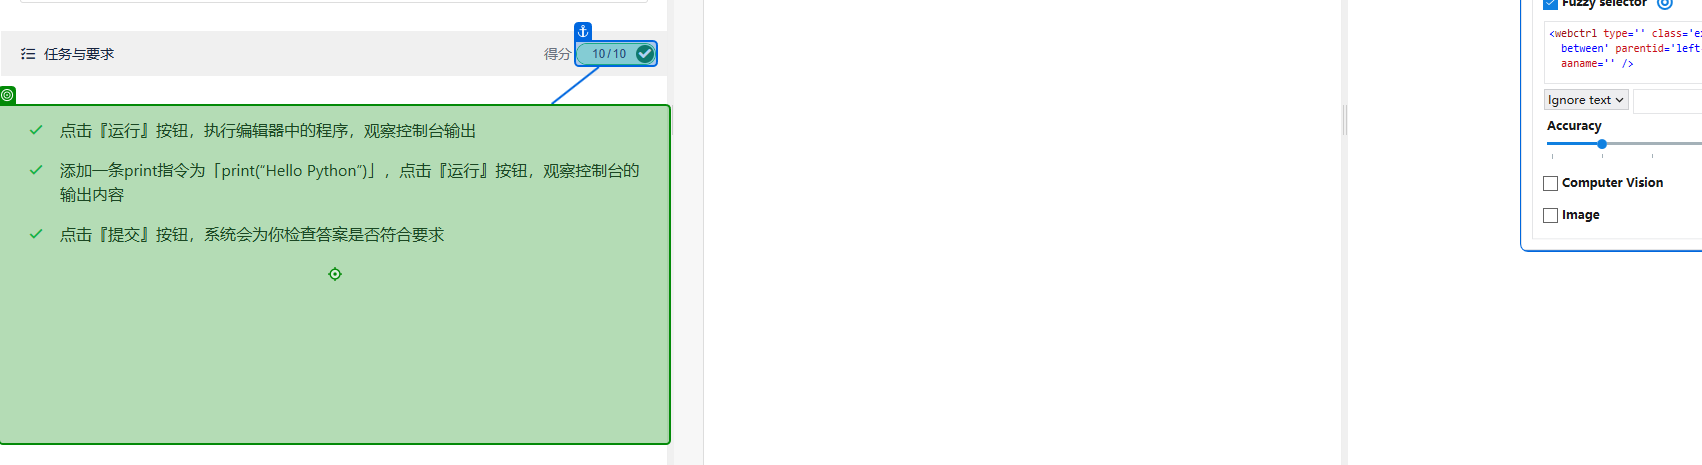 任务与要求
得分 10/10
点击『运行』按钮，执行编辑器中的程序，观察控制台输出
添加一条print指令为「print(“Hello Python”)」，点击『运行』按钮，观察控制台的
输出内容
点击『提交』按钮，系统会为你检查答案是否符合要求
Fuzzy selector
<webctrl type='' class='ex
between' parentid='left
aaname='' />
Ignore text
Accuracy
Computer Vision
Image